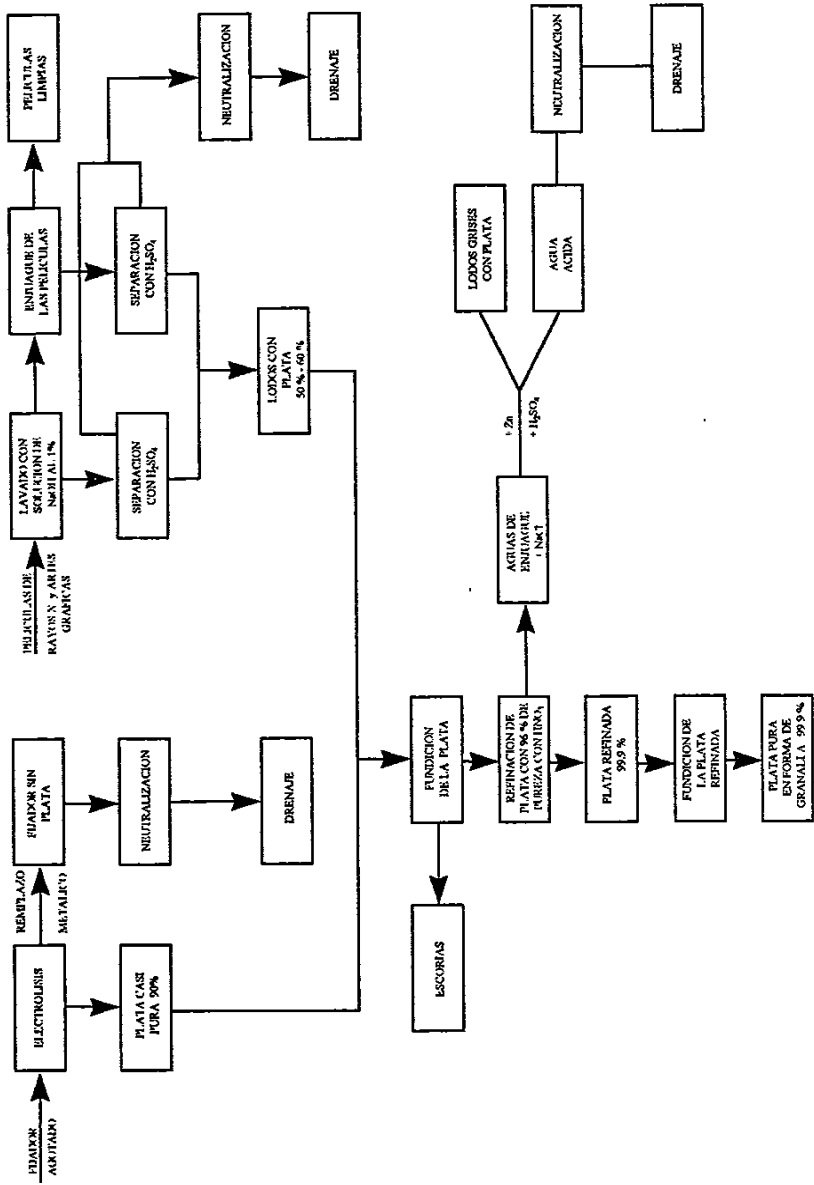 FIJADOR
AGOTADO
ELECTROLISIS
REMPLAZO
METALICO
FIJADOR SIN
PLATA
PELICULAS DE
RAYOS X y ARTES
GRAFICAS
LAVADO CON
SOLUCION DE
NaOH AL 1%
ENJUAGUE DE
LAS PELICULAS
PELICULAS
LIMPIAS
PLATA CASI
PURA 90%
NEUTRALIZACION
SEPARACION
CON H₂SO₄
SEPARACION
CON H₂SO₄
NEUTRALIZACION
DRENAJE
LODOS CON
PLATA
50 % - 60 %
DRENAJE
ESCORIAS
FUNDICION
DE LA PLATA
REFINACION DE
PLATA CON 96 % DE
PUREZA CON HNO₃
AGUAS DE
ENJUAGUE
+ NaCl
+ Zn
+ H₂SO₄
LODOS GRISES
CON PLATA
AGUA
ACIDA
NEUTRALIZACION
DRENAJE
PLATA REFINADA
99.9 %
FUNDICION DE
LA PLATA
REFINADA
PLATA PURA
EN FORMA DE
GRANALLA 99.9 %